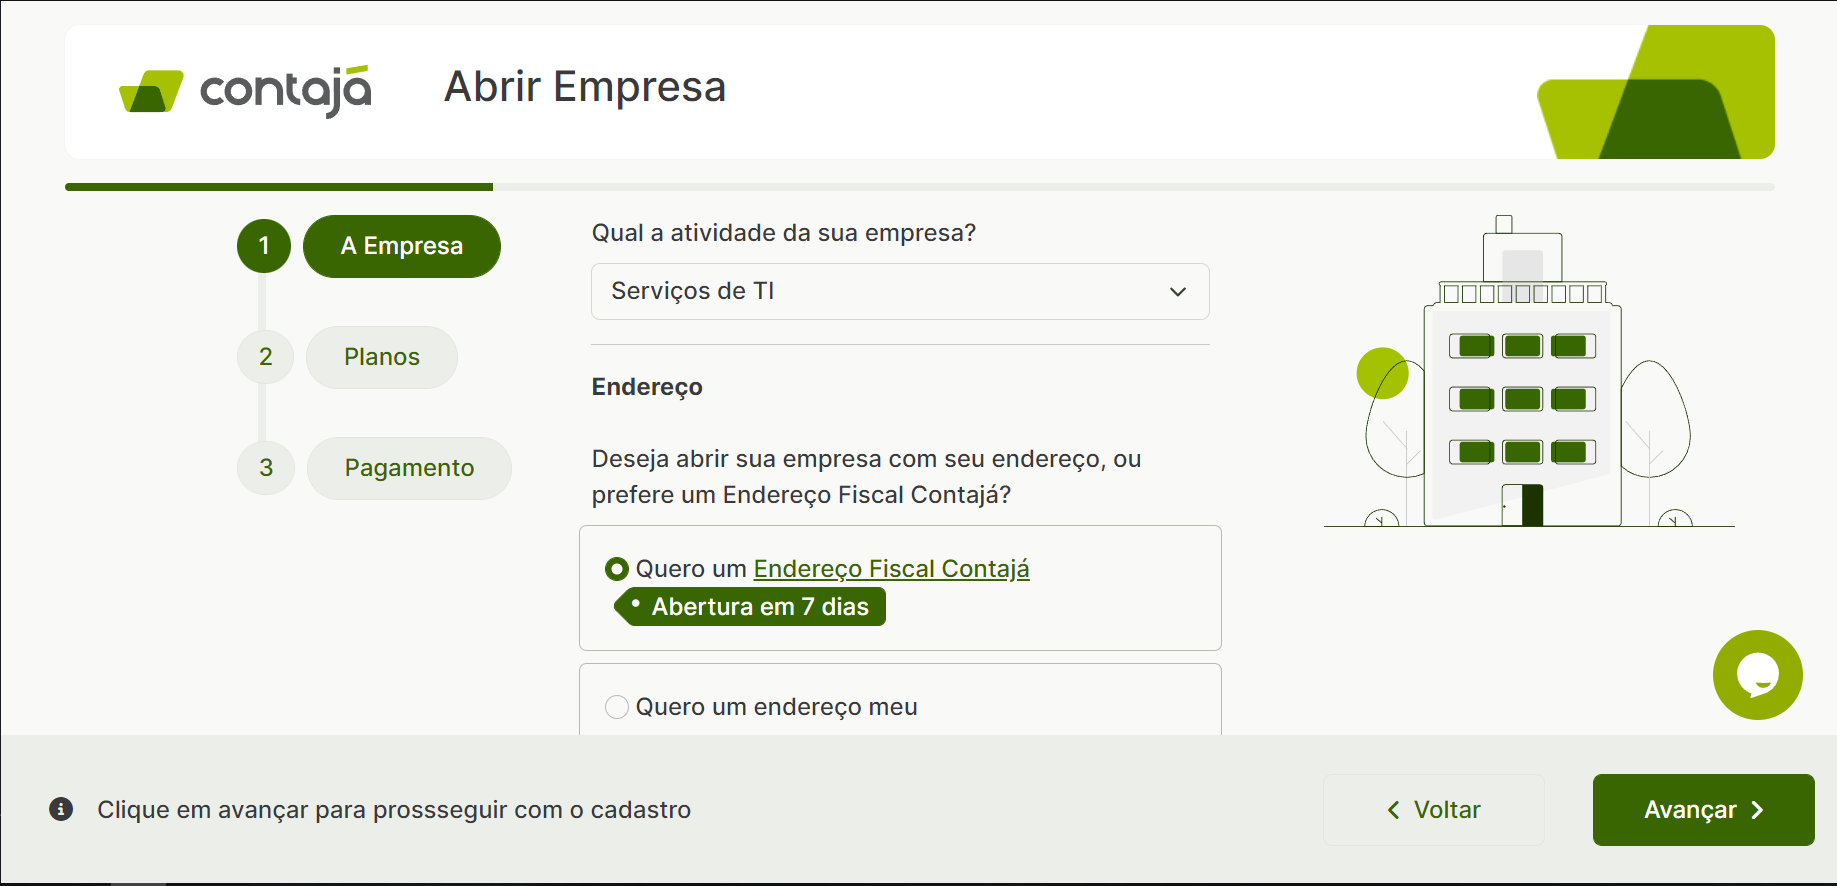 contajá
Abrir Empresa
1
A Empresa
2
Planos
3
Pagamento
Qual a atividade da sua empresa?
Serviços de TI
Endereço
Deseja abrir sua empresa com seu endereço, ou
prefere um Endereço Fiscal Contajá?
Quero um Endereço Fiscal Contajá
Abertura em 7 dias
Quero um endereço meu
Clique em avançar para prossseguir com o cadastro
Voltar
Avançar